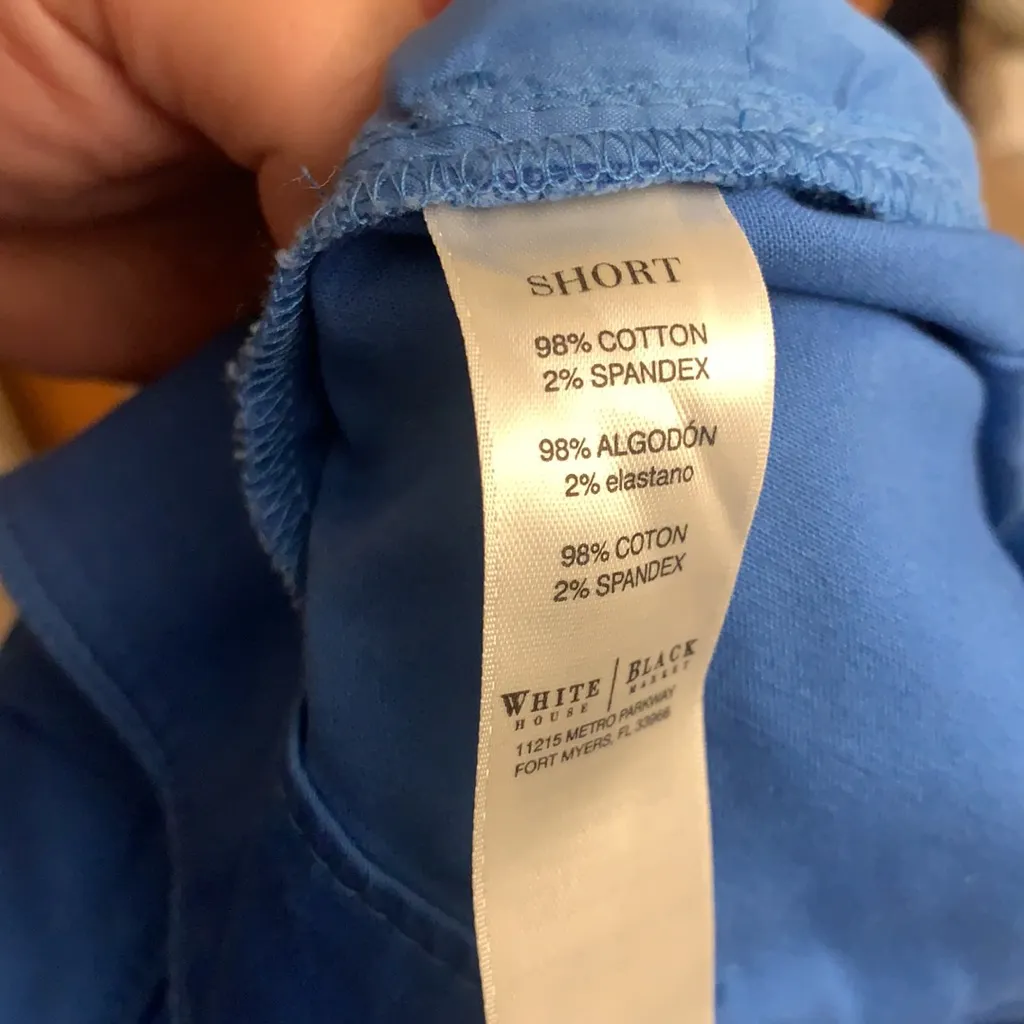 SHORT
98% COTTON
2% SPANDEX
98% ALGODÓN
2% elastano
98% COTON
2% SPANDEX
WHITE | BLACK
HOUSE MARKET
11215 METRO PARKWAY
FORT MYERS, FL 33966